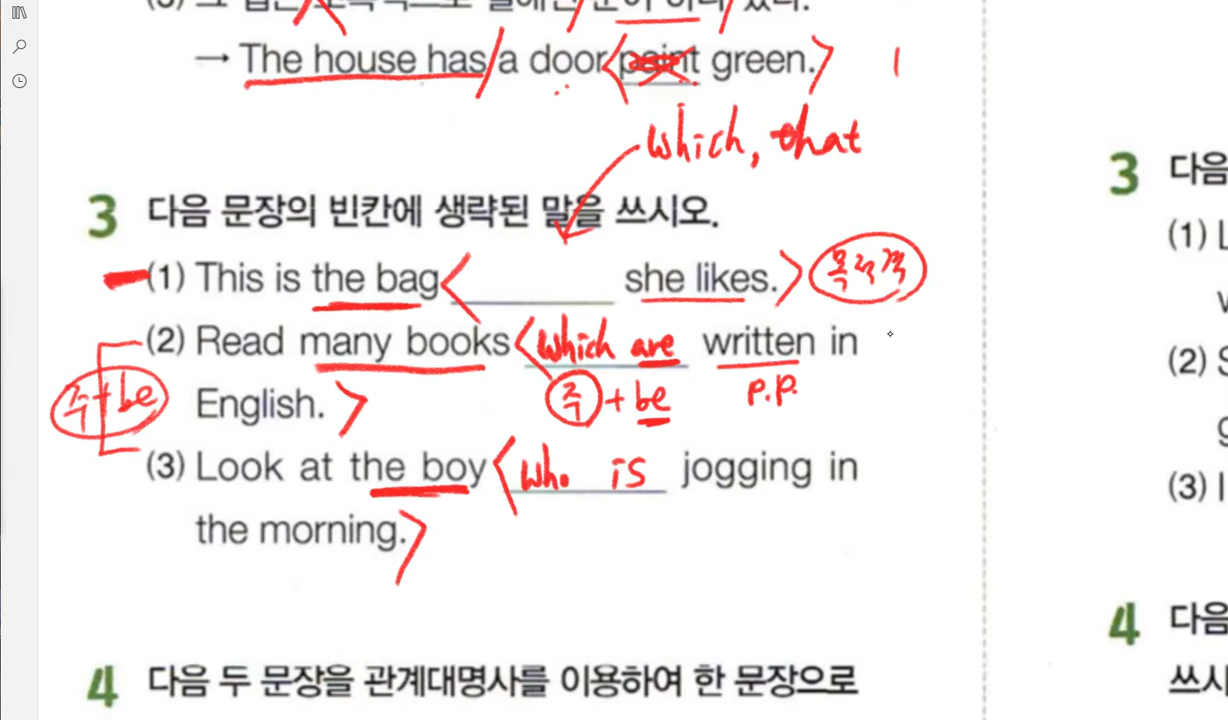 → The house has a door paint green.
which, that
3 다음 문장의 빈칸에 생략된 말을 쓰시오.
(1) This is the bag she likes. 목적격
(2) Read many books which are written in
주+be English. 주+be p.p.
(3) Look at the boy who is jogging in
the morning.
4 다음 두 문장을 관계대명사를 이용하여 한 문장으로
3 다음
(1) L
(2) S
(3) I
4 다음
쓰시